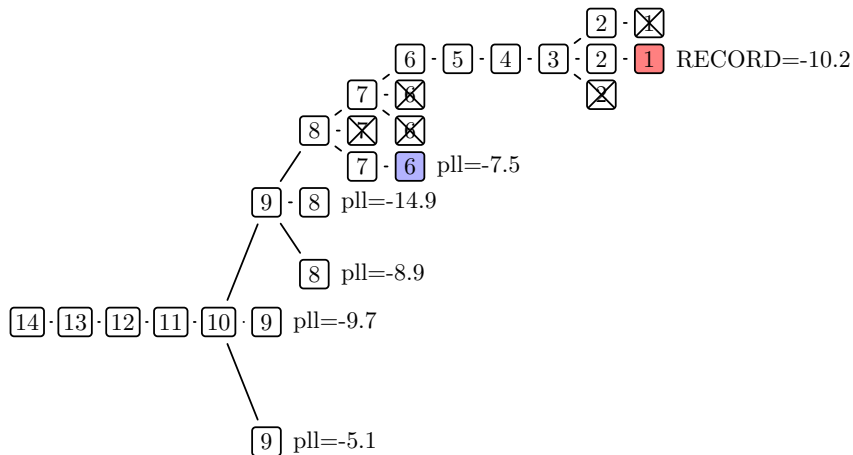 2 1
6 5 4 3 2 1 RECORD=-10.2
7 6 2
8 7 6
7 6 pll=-7.5
9 8 pll=-14.9
8 pll=-8.9
14 13 12 11 10 9 pll=-9.7
9 pll=-5.1